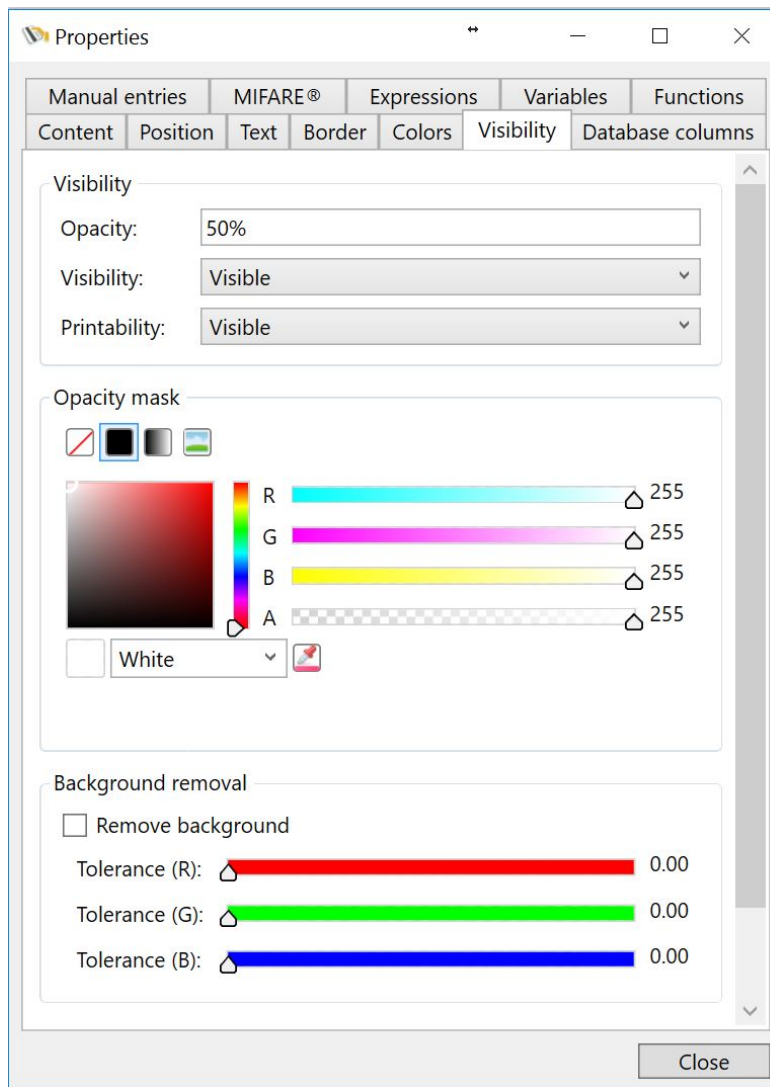 Properties
Manual entries MIFARE® Expressions Variables Functions
Content Position Text Border Colors Visibility Database columns
Visibility
Opacity: 50%
Visibility: Visible
Printability: Visible
Opacity mask
R 255
G 255
B 255
A 255
White
Background removal
Remove background
Tolerance (R): 0.00
Tolerance (G): 0.00
Tolerance (B): 0.00
Close